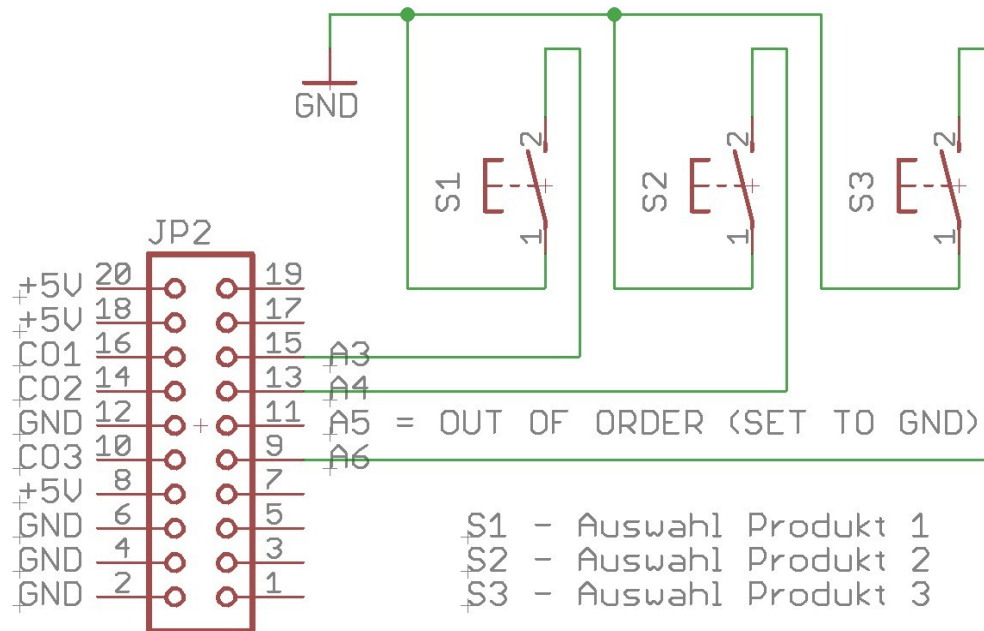 GND
S1
2
1
S2
2
1
S3
2
1
JP2
+5V 20 19
+5V 18 17
CO1 16 15 A3
CO2 14 13 A4
GND 12 11 A5 = OUT OF ORDER (SET TO GND)
CO3 10 9 A6
+5V 8 7
GND 6 5
GND 4 3
GND 2 1
S1 - Auswahl Produkt 1
S2 - Auswahl Produkt 2
S3 - Auswahl Produkt 3